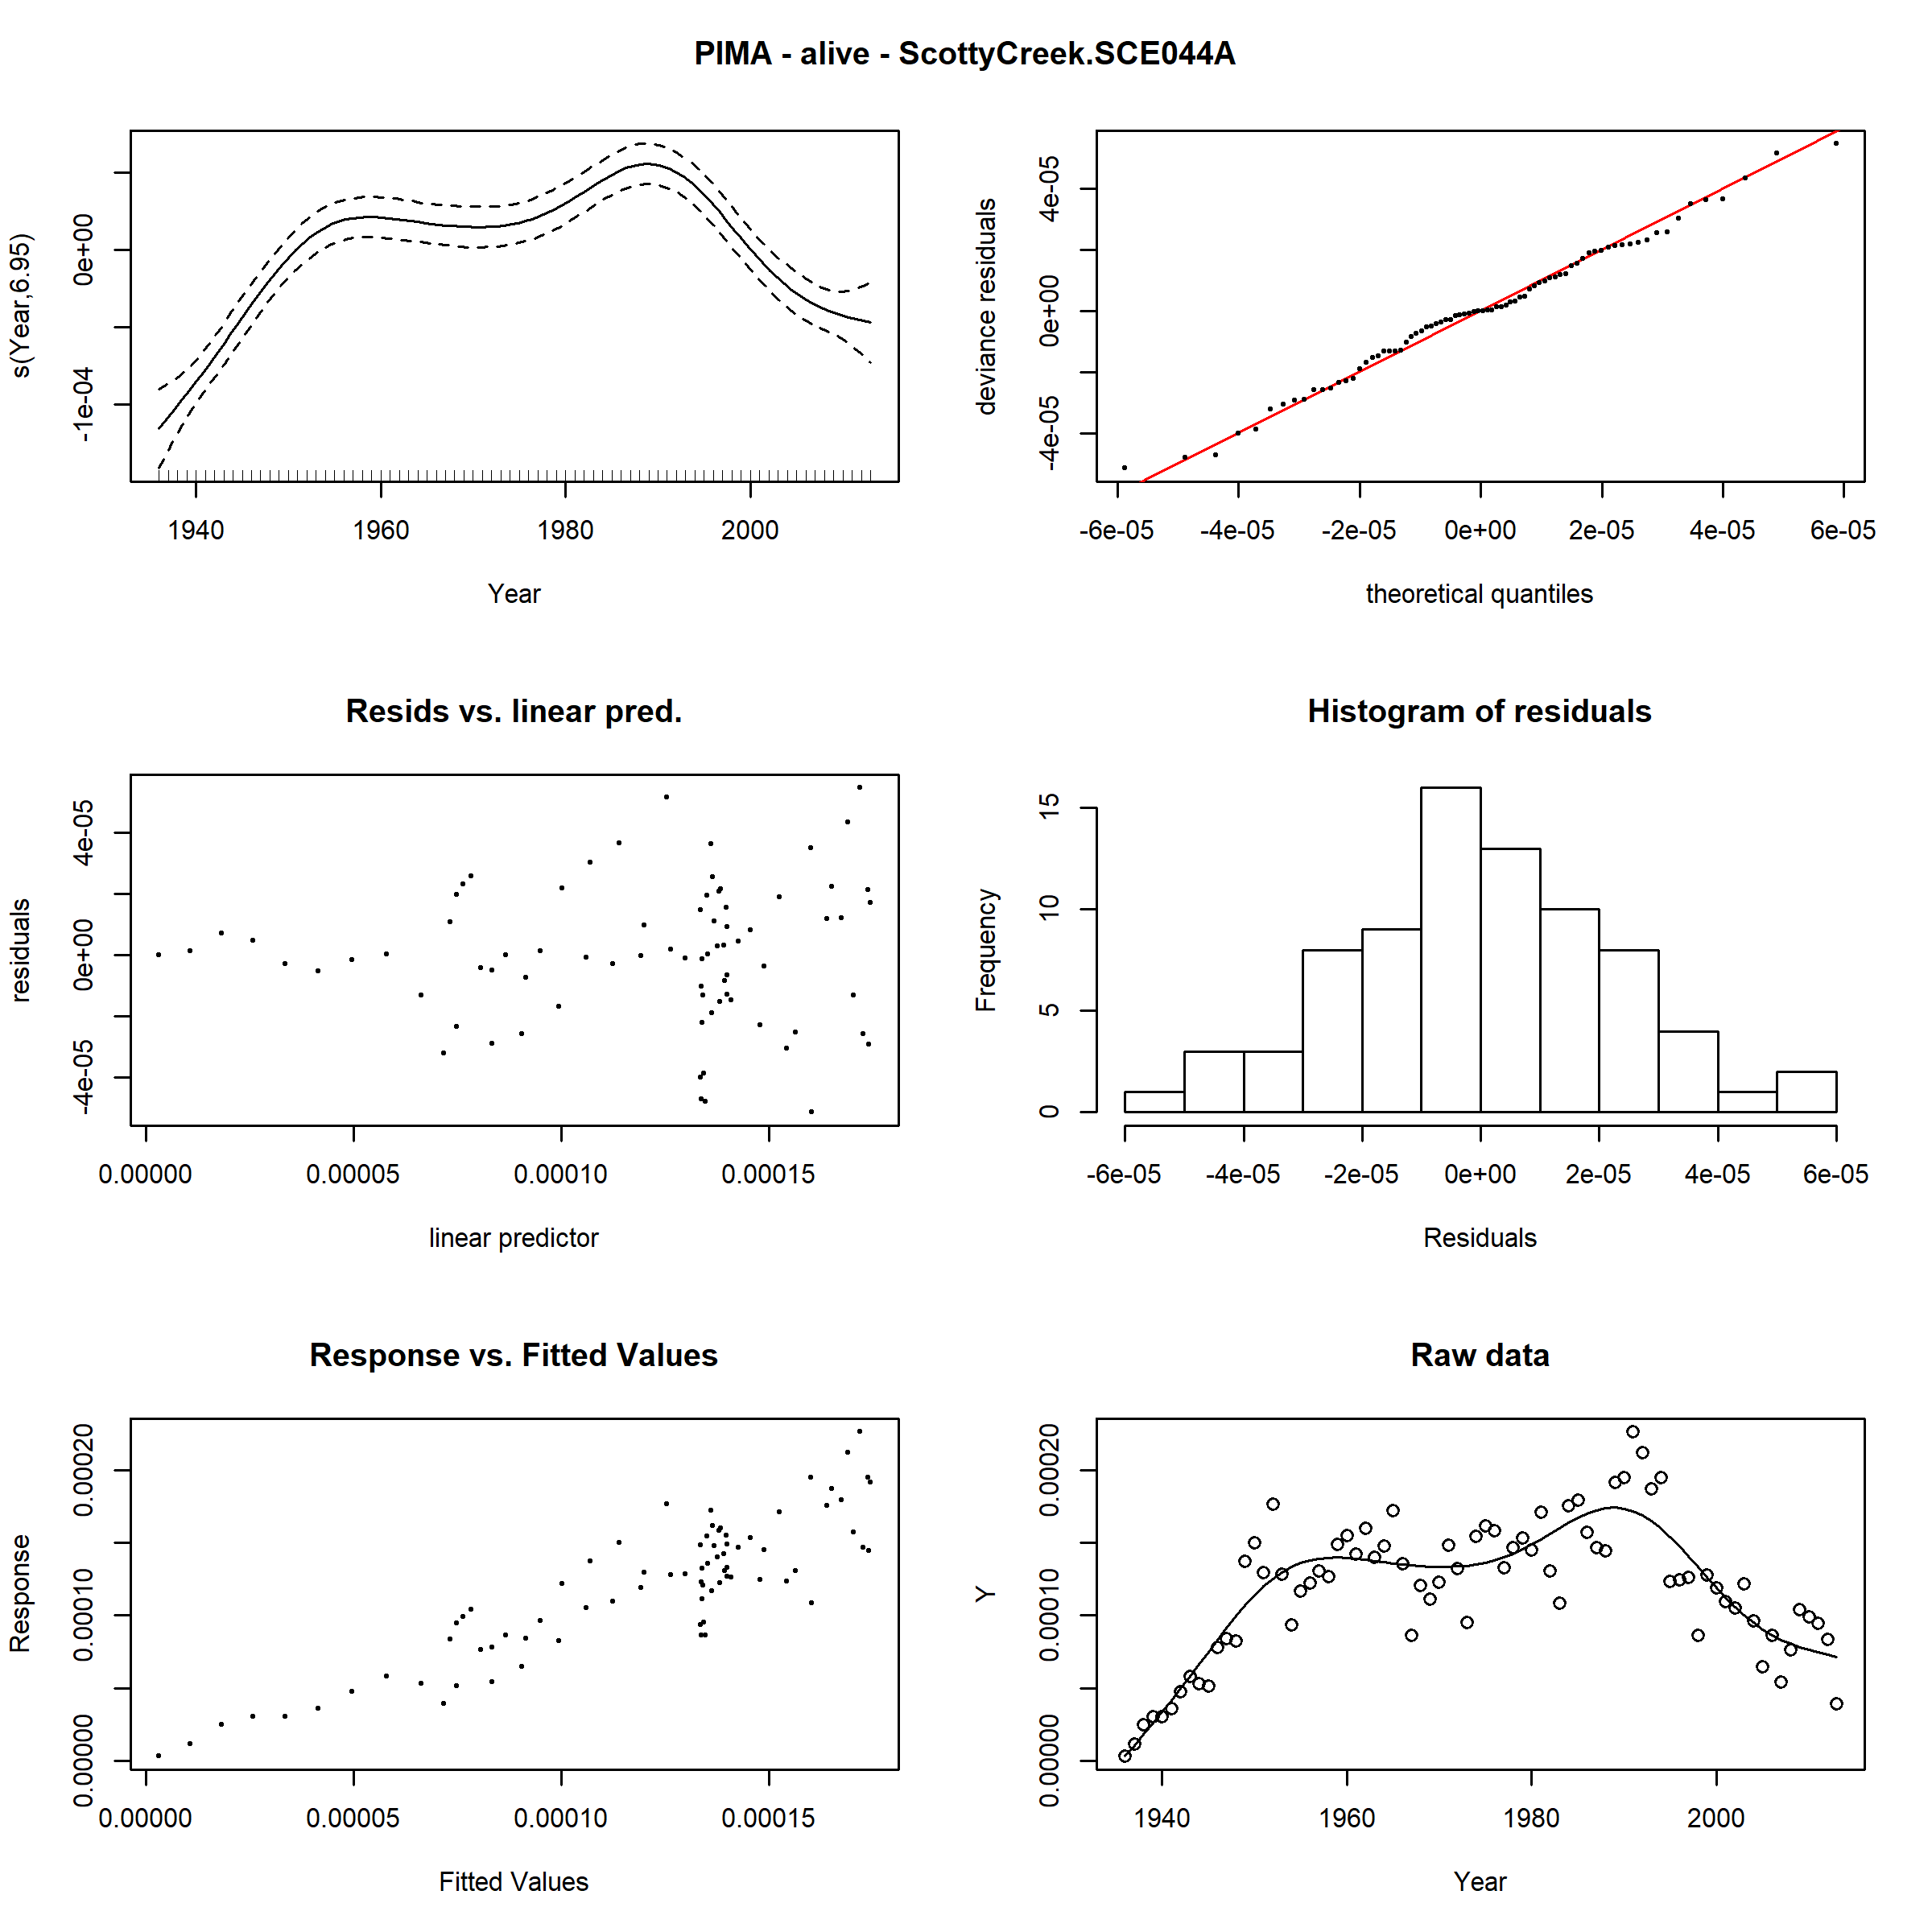 PIMA - alive - ScottyCreek.SCE044A
s(Year,6.95)
0e+00
-1e-04
1940 1960 1980 2000
Year
deviance residuals
4e-05
0e+00
-4e-05
-6e-05 -4e-05 -2e-05 0e+00 2e-05 4e-05 6e-05
theoretical quantiles
Resids vs. linear pred.
residuals
4e-05
0e+00
-4e-05
0.00000 0.00005 0.00010 0.00015
linear predictor
Histogram of residuals
Frequency
15
10
5
0
-6e-05 -4e-05 -2e-05 0e+00 2e-05 4e-05 6e-05
Residuals
Response vs. Fitted Values
Response
0.00020
0.00010
0.00000
0.00000 0.00005 0.00010 0.00015
Fitted Values
Raw data
Y
0.00020
0.00010
0.00000
1940 1960 1980 2000
Year